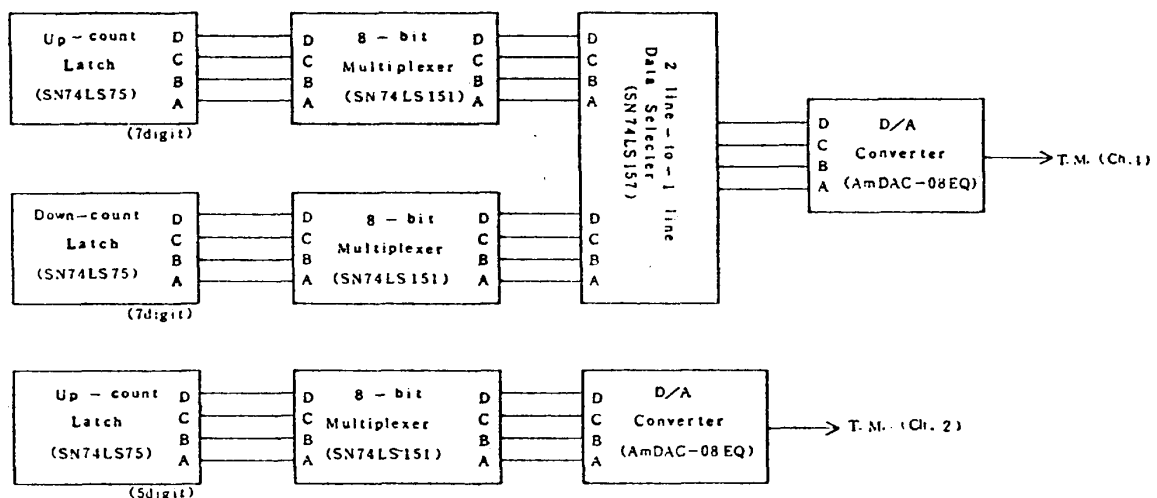 Up-count
Latch
(SN74LS75)
D
C
B
A
(7digit)
D
C
B
A
8-bit
Multiplexer
(SN74LS151)
D
C
B
A
D
C
B
A
2 line-to-1 line
Data Selecter
(SN74LS157)
D
C
B
A
D/A
Converter
(AmDAC-08EQ)
T.M. (Ch.1)
Down-count
Latch
(SN74LS75)
D
C
B
A
(7digit)
D
C
B
A
8-bit
Multiplexer
(SN74LS151)
D
C
B
A
D
C
B
A
Up-count
Latch
(SN74LS75)
D
C
B
A
(5digit)
D
C
B
A
8-bit
Multiplexer
(SN74LS151)
D
C
B
A
D
C
B
A
D/A
Converter
(AmDAC-08EQ)
T.M. (Ch.2)